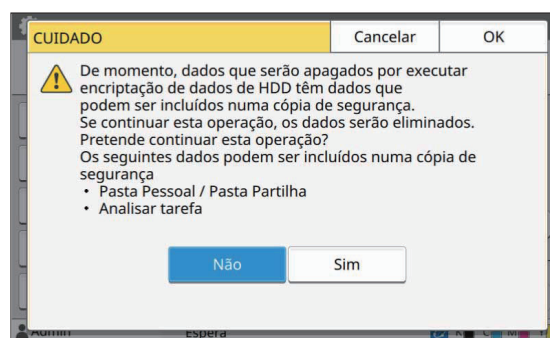 CUIDADO
Cancelar
OK
De momento, dados que serão apagados por executar
encriptação de dados de HDD têm dados que
podem ser incluídos numa cópia de segurança.
Se continuar esta operação, os dados serão eliminados.
Pretende continuar esta operação?
Os seguintes dados podem ser incluídos numa cópia de
segurança
• Pasta Pessoal / Pasta Partilha
• Analisar tarefa
Não
Sim
Admin
Espera
K C M Y